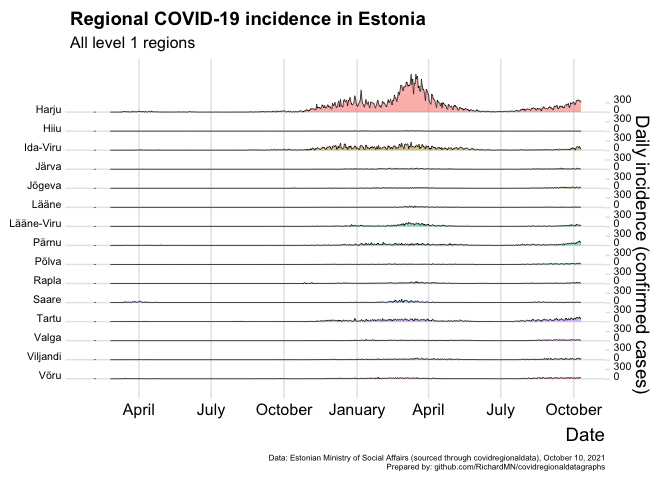 Regional COVID-19 incidence in Estonia
All level 1 regions
Harju
Hiiu
Ida-Viru
Järva
Jõgeva
Lääne
Lääne-Viru
Pärnu
Põlva
Rapla
Saare
Tartu
Valga
Viljandi
Võru
300
0
300
0
300
0
300
0
300
0
300
0
300
0
300
0
300
0
300
0
300
0
300
0
300
0
300
0
300
0
Daily incidence (confirmed cases)
April July October January April July October
Date
Data: Estonian Ministry of Social Affairs (sourced through covidregionaldata), October 10, 2021
Prepared by: github.com/RichardMN/covidregionaldatagraphs